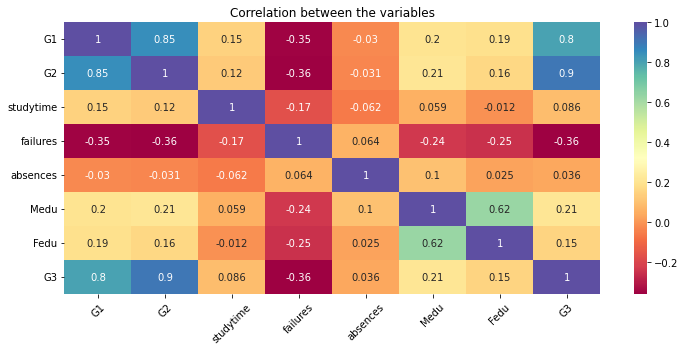 Correlation between the variables
G1 1 0.85 0.15 -0.35 -0.03 0.2 0.19 0.8
G2 0.85 1 0.12 -0.36 -0.031 0.21 0.16 0.9
studytime 0.15 0.12 1 -0.17 -0.062 0.059 -0.012 0.086
failures -0.35 -0.36 -0.17 1 0.064 -0.24 -0.25 -0.36
absences -0.03 -0.031 -0.062 0.064 1 0.1 0.025 0.036
Medu 0.2 0.21 0.059 -0.24 0.1 1 0.62 0.21
Fedu 0.19 0.16 -0.012 -0.25 0.025 0.62 1 0.15
G3 0.8 0.9 0.086 -0.36 0.036 0.21 0.15 1
G1 G2 studytime failures absences Medu Fedu G3
1.0
0.8
0.6
0.4
0.2
0.0
−0.2